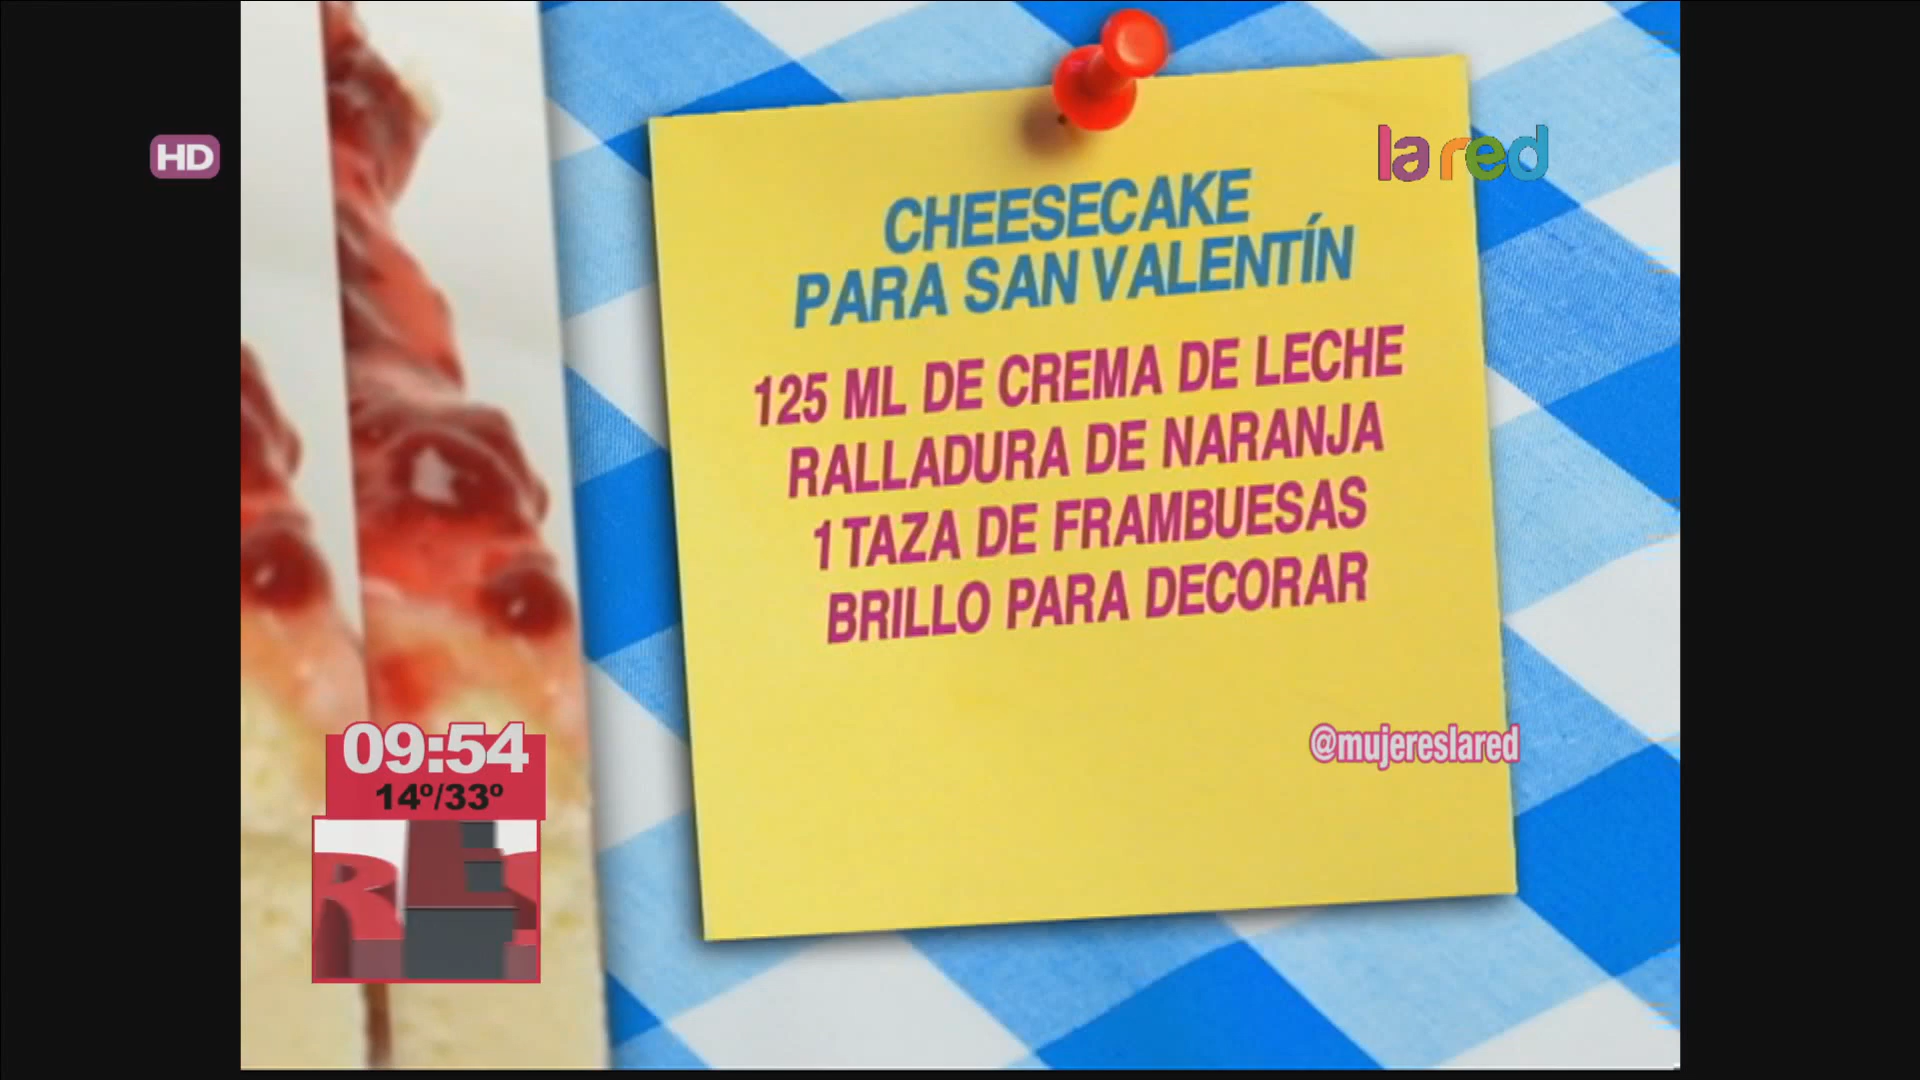 HD
la red
CHEESECAKE
PARA SAN VALENTÍN
125 ML DE CREMA DE LECHE
RALLADURA DE NARANJA
1 TAZA DE FRAMBUESAS
BRILLO PARA DECORAR
@mujereslared
09:54
14º/33º